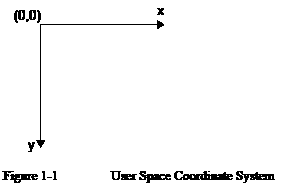 (0,0)
x
y
Figure 1-1 User Space Coordinate System